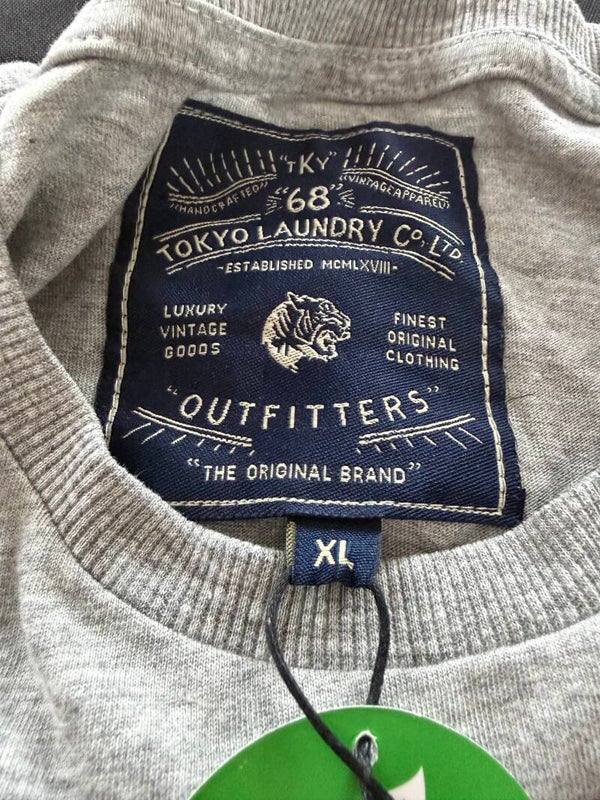 "TKY"
"HANDCRAFTED"
"VINTAGE APPAREL"
"68"
TOKYO LAUNDRY CO. LTD
-ESTABLISHED MCMLXVIII-
LUXURY
VINTAGE
GOODS
FINEST
ORIGINAL
CLOTHING
"OUTFITTERS"
"THE ORIGINAL BRAND"
XL